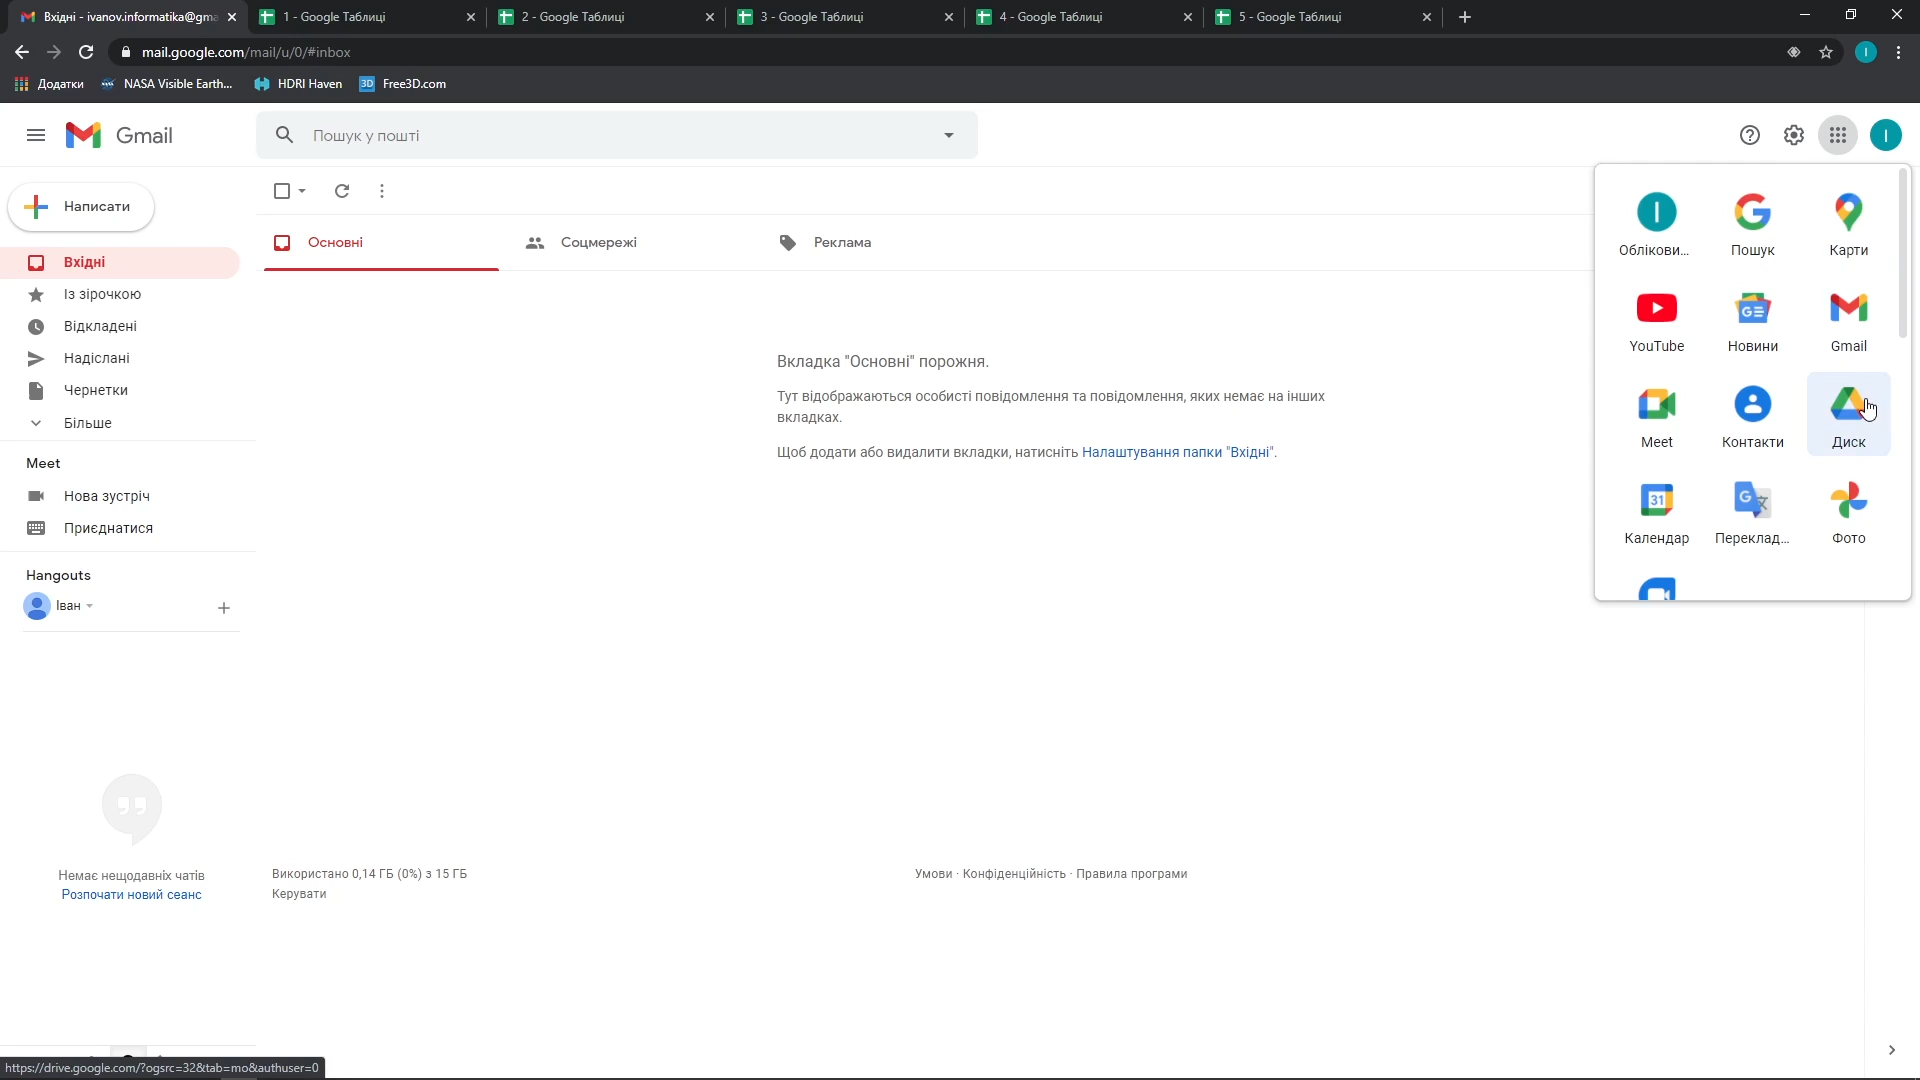 Вхідні - ivanov.informatika@gma
1 - Google Таблиці
2 - Google Таблиці
3 - Google Таблиці
4 - Google Таблиці
5 - Google Таблиці
mail.google.com/mail/u/0/#inbox
І
Додатки
NASA Visible Earth...
HDRI Haven
3D
Free3D.com
Gmail
Пошук у пошті
І
Написати
Основні
Соцмережі
Реклама
Вхідні
Із зірочкою
Відкладені
Надіслані
Чернетки
Більше
Meet
Нова зустріч
Приєднатися
Hangouts
Іван
Немає нещодавніх чатів
Розпочати новий сеанс
Вкладка "Основні" порожня.
Тут відображаються особисті повідомлення та повідомлення, яких немає на інших
вкладках.
Щоб додати або видалити вкладки, натисніть Налаштування папки "Вхідні".
Використано 0,14 ГБ (0%) з 15 ГБ
Керувати
Умови · Конфіденційність · Правила програми
І
Обліковий...
Пошук
Карти
YouTube
GE
Новини
Gmail
Meet
Контакти
Диск
31
Календар
G
Переклад...
Фото
https://drive.google.com/?ogsrc=32&tab=mo&authuser=0